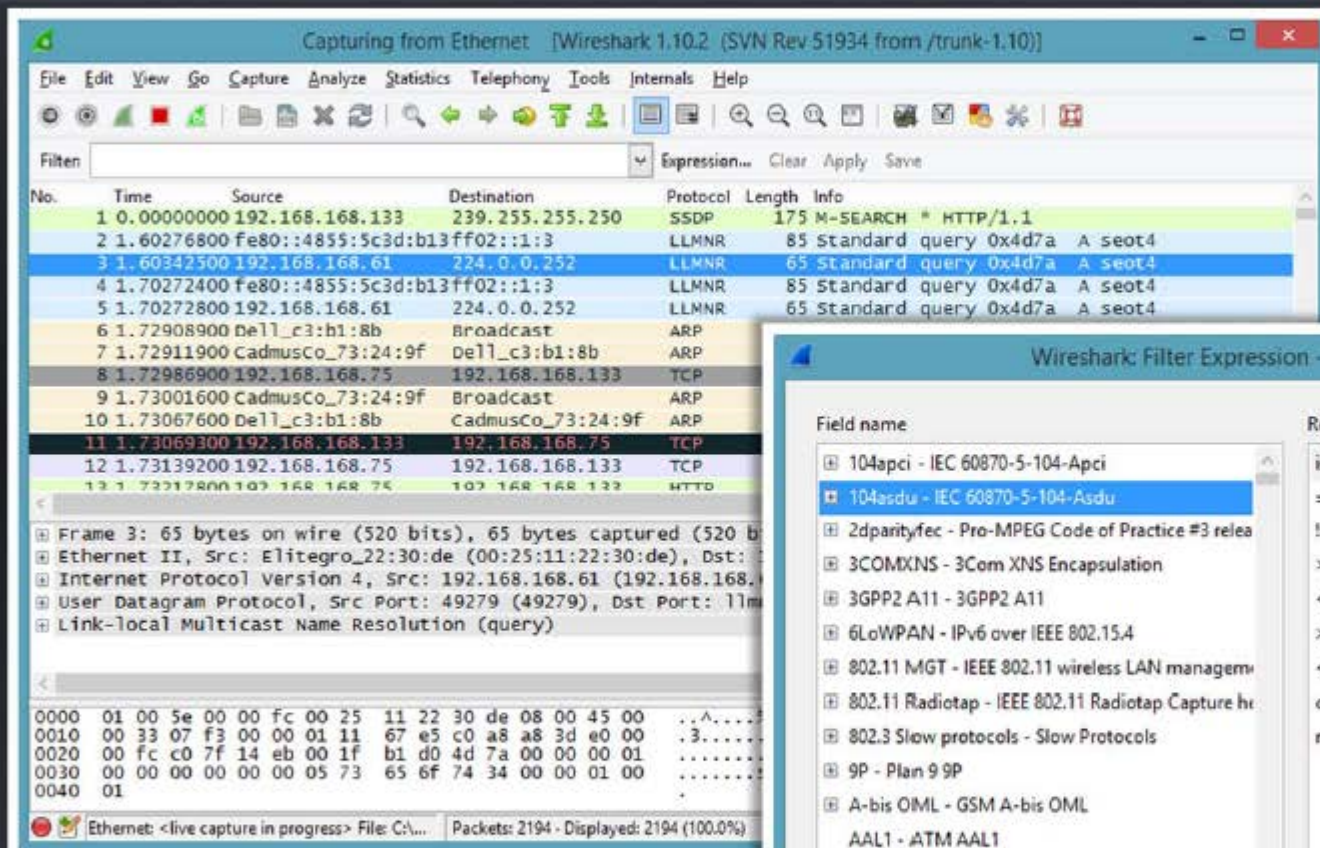 Capturing from Ethernet [Wireshark 1.10.2 (SVN Rev 51934 from /trunk-1.10)]
File Edit View Go Capture Analyze Statistics Telephony Tools Internals Help
Filter: Expression... Clear Apply Save
No. Time Source Destination Protocol Length Info
1 0.00000000 192.168.168.133 239.255.255.250 SSDP 175 M-SEARCH * HTTP/1.1
2 1.60276800 fe80::4855:5c3d:b13 ff02::1:3 LLMNR 85 Standard query 0x4d7a A seot4
3 1.60342500 192.168.168.61 224.0.0.252 LLMNR 65 Standard query 0x4d7a A seot4
4 1.70272400 fe80::4855:5c3d:b13 ff02::1:3 LLMNR 85 Standard query 0x4d7a A seot4
5 1.70272800 192.168.168.61 224.0.0.252 LLMNR 65 Standard query 0x4d7a A seot4
6 1.72908900 Dell_c3:b1:8b Broadcast ARP
7 1.72911900 CadmusCo_73:24:9f Dell_c3:b1:8b ARP
8 1.72986900 192.168.168.75 192.168.168.133 TCP
9 1.73001600 CadmusCo_73:24:9f Broadcast ARP
10 1.73067600 Dell_c3:b1:8b CadmusCo_73:24:9f ARP
11 1.73069300 192.168.168.133 192.168.168.75 TCP
12 1.73139200 192.168.168.75 192.168.168.133 TCP
13 1.73217800 192.168.168.75 192.168.168.133 HTTP
Frame 3: 65 bytes on wire (520 bits), 65 bytes captured (520 b
Ethernet II, Src: Elitegro_22:30:de (00:25:11:22:30:de), Dst:
Internet Protocol Version 4, Src: 192.168.168.61 (192.168.168.
User Datagram Protocol, Src Port: 49279 (49279), Dst Port: llm
Link-local Multicast Name Resolution (query)
0000 01 00 5e 00 00 fc 00 25 11 22 30 de 08 00 45 00 ..^....
0010 00 33 07 f3 00 00 01 11 67 e5 c0 a8 a8 3d e0 00 .3......
0020 00 fc c0 7f 14 eb 00 1f b1 d0 4d 7a 00 00 00 01 ........
0030 00 00 00 00 00 00 05 73 65 6f 74 34 00 00 01 00 .......s
0040 01 .
Ethernet: <live capture in progress> File: C:\... Packets: 2194 · Displayed: 2194 (100.0%)
Wireshark: Filter Expression -
Field name
104apci - IEC 60870-5-104-Apci
104asdu - IEC 60870-5-104-Asdu
2dparityfec - Pro-MPEG Code of Practice #3 relea
3COMXNS - 3Com XNS Encapsulation
3GPP2 A11 - 3GPP2 A11
6LoWPAN - IPv6 over IEEE 802.15.4
802.11 MGT - IEEE 802.11 wireless LAN managem
802.11 Radiotap - IEEE 802.11 Radiotap Capture he
802.3 Slow protocols - Slow Protocols
9P - Plan 9 9P
A-bis OML - GSM A-bis OML
AAL1 - ATM AAL1